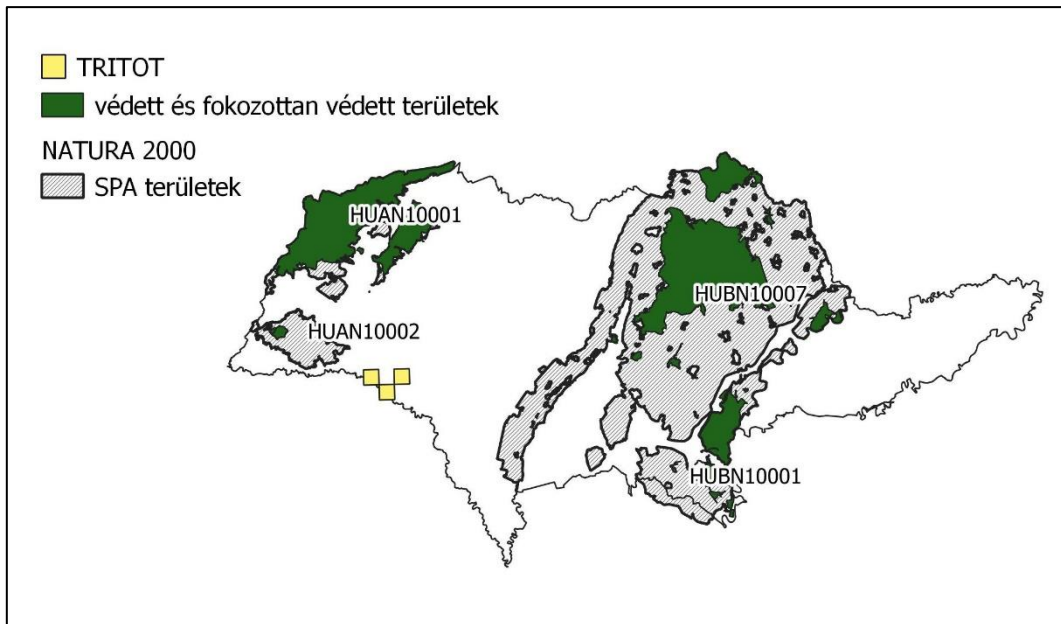 TRITOT
védett és fokozottan védett területek
NATURA 2000
SPA területek
HUAN10001
HUBN10007
HUAN10002
HUBN10001